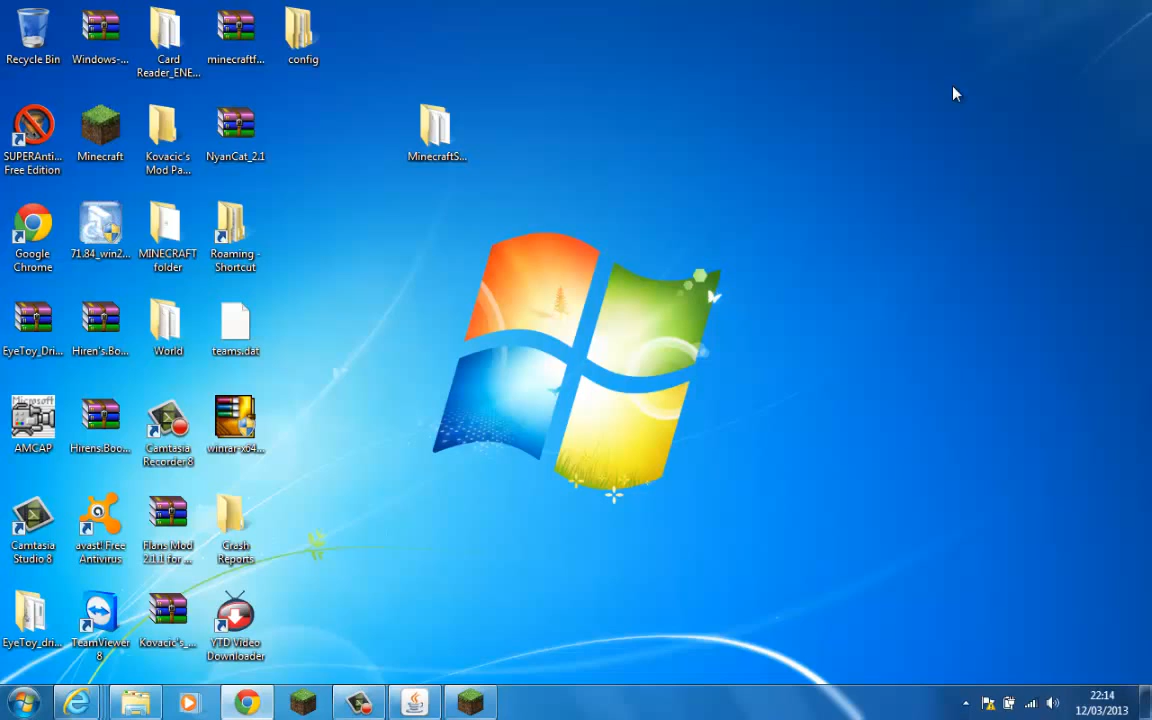 Recycle Bin
Windows-...
Card
Reader_ENE...
minecraftf...
config
SUPERAnti...
Free Edition
Minecraft
Kovacic's
Mod Pa...
NyanCat_2.1
MinecraftS...
Google
Chrome
71.84_win2...
MINECRAFT
folder
Roaming -
Shortcut
EyeToy_Dri...
Hiren's.Bo...
World
teams.dat
Microsoft
AMCAP
Hirens.Boo...
Camtasia
Recorder 8
winrar-x64...
Camtasia
Studio 8
avast! Free
Antivirus
Flans Mod
2.1.1 for ...
Crash
Reports
EyeToy_dri...
TeamViewer
8
Kovacic's_...
YTD Video
Downloader
22:14
12/03/2013